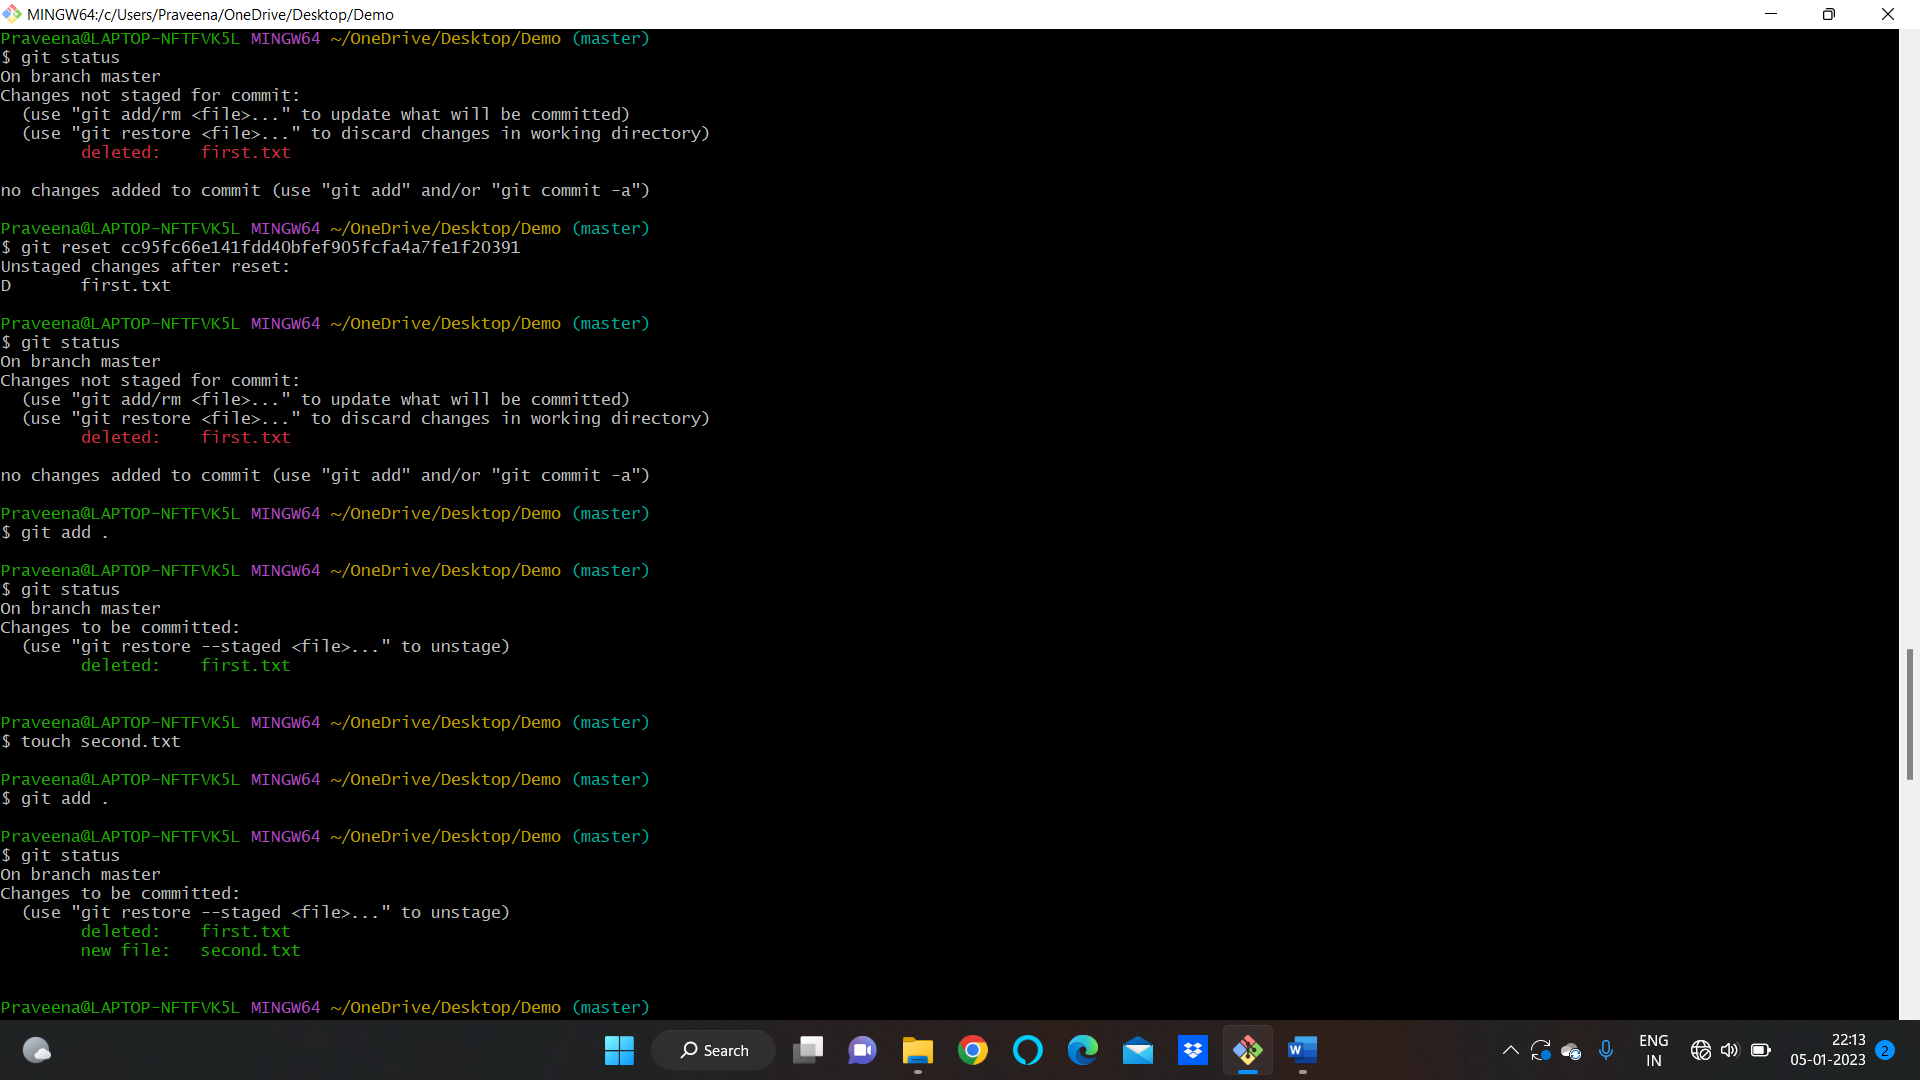 MINGW64:/c/Users/Praveena/OneDrive/Desktop/Demo
Praveena@LAPTOP-NFTFVK5L MINGW64 ~/OneDrive/Desktop/Demo (master)
$ git status
On branch master
Changes not staged for commit:
  (use "git add/rm <file>..." to update what will be committed)
  (use "git restore <file>..." to discard changes in working directory)
        deleted:    first.txt

no changes added to commit (use "git add" and/or "git commit -a")

Praveena@LAPTOP-NFTFVK5L MINGW64 ~/OneDrive/Desktop/Demo (master)
$ git reset cc95fc66e141fdd40bfef905fcfa4a7fe1f20391
Unstaged changes after reset:
D       first.txt

Praveena@LAPTOP-NFTFVK5L MINGW64 ~/OneDrive/Desktop/Demo (master)
$ git status
On branch master
Changes not staged for commit:
  (use "git add/rm <file>..." to update what will be committed)
  (use "git restore <file>..." to discard changes in working directory)
        deleted:    first.txt

no changes added to commit (use "git add" and/or "git commit -a")

Praveena@LAPTOP-NFTFVK5L MINGW64 ~/OneDrive/Desktop/Demo (master)
$ git add .

Praveena@LAPTOP-NFTFVK5L MINGW64 ~/OneDrive/Desktop/Demo (master)
$ git status
On branch master
Changes to be committed:
  (use "git restore --staged <file>..." to unstage)
        deleted:    first.txt

Praveena@LAPTOP-NFTFVK5L MINGW64 ~/OneDrive/Desktop/Demo (master)
$ touch second.txt

Praveena@LAPTOP-NFTFVK5L MINGW64 ~/OneDrive/Desktop/Demo (master)
$ git add .

Praveena@LAPTOP-NFTFVK5L MINGW64 ~/OneDrive/Desktop/Demo (master)
$ git status
On branch master
Changes to be committed:
  (use "git restore --staged <file>..." to unstage)
        deleted:    first.txt
        new file:   second.txt

Praveena@LAPTOP-NFTFVK5L MINGW64 ~/OneDrive/Desktop/Demo (master)
Search
W
ENG
IN
22:13
05-01-2023
2